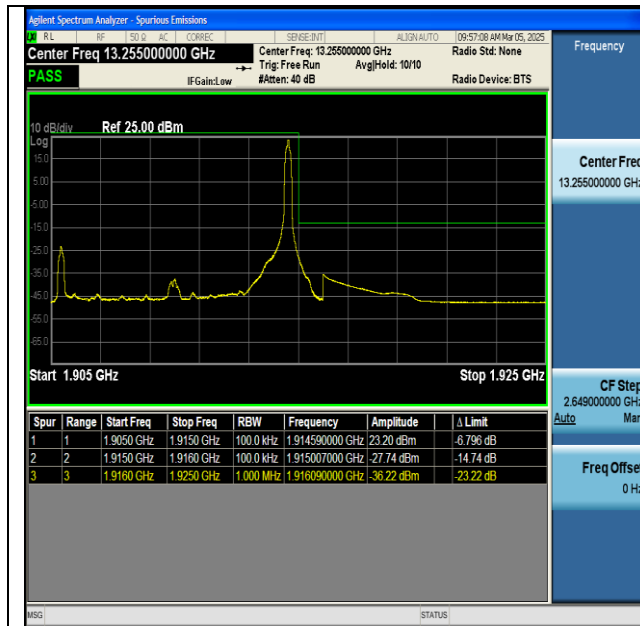 Agilent Spectrum Analyzer - Spurious Emissions
RL RF 50 Ω AC CORREC SENSE:INT ALIGN AUTO 09:57:08 AM Mar 05, 2025
Center Freq 13.255000000 GHz Center Freq: 13.255000000 GHz Radio Std: None
Trig: Free Run Avg|Hold: 10/10
PASS IFGain:Low #Atten: 40 dB Radio Device: BTS
Frequency
10 dB/div Ref 25.00 dBm
Log
15.0
5.00
-5.00
-15.0
-25.0
-35.0
-45.0
-55.0
-65.0
Start 1.905 GHz Stop 1.925 GHz
Center Freq
13.255000000 GHz
CF Step
2.649000000 GHz
Auto Man
Freq Offset
0 Hz
Spur Range Start Freq Stop Freq RBW Frequency Amplitude Δ Limit
1 1 1.9050 GHz 1.9150 GHz 100.0 kHz 1.914590000 GHz 23.20 dBm -6.796 dB
2 2 1.9150 GHz 1.9160 GHz 100.0 kHz 1.915007000 GHz -27.74 dBm -14.74 dB
3 3 1.9160 GHz 1.9250 GHz 1.000 MHz 1.916090000 GHz -36.22 dBm -23.22 dB
MSG STATUS